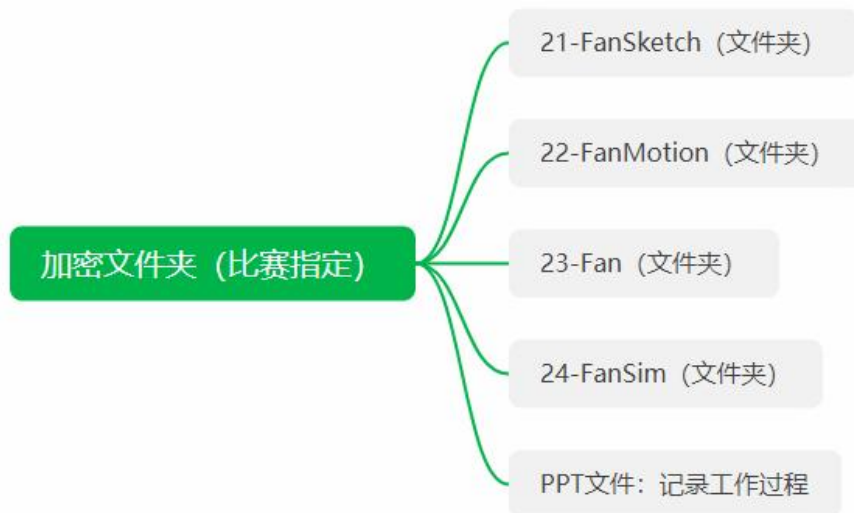 21-FanSketch (文件夹)
22-FanMotion (文件夹)
加密文件夹 (比赛指定)
23-Fan (文件夹)
24-FanSim (文件夹)
PPT文件：记录工作过程